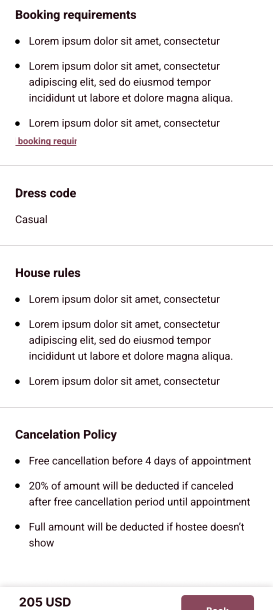 Booking requirements
Lorem ipsum dolor sit amet, consectetur
Lorem ipsum dolor sit amet, consectetur
adipiscing elit, sed do eiusmod tempor
incididunt ut labore et dolore magna aliqua.
Lorem ipsum dolor sit amet, consectetur
booking requir
Dress code
Casual
House rules
Lorem ipsum dolor sit amet, consectetur
Lorem ipsum dolor sit amet, consectetur
adipiscing elit, sed do eiusmod tempor
incididunt ut labore et dolore magna aliqua.
Lorem ipsum dolor sit amet, consectetur
Cancelation Policy
Free cancellation before 4 days of appointment
20% of amount will be deducted if canceled
after free cancellation period until appointment
Full amount will be deducted if hostee doesn't
show
205 USD